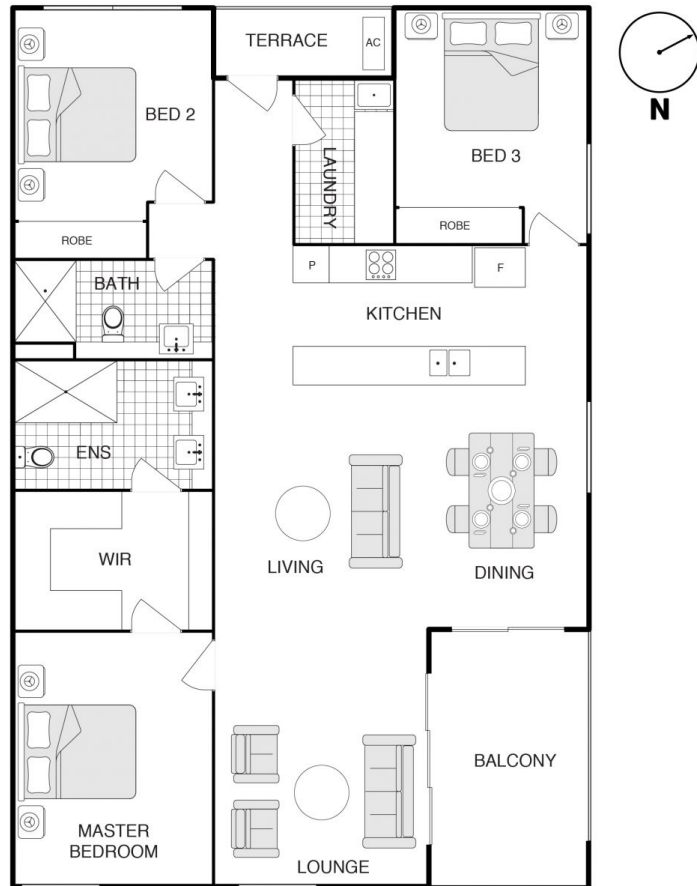 TERRACE
AC
BED 2
BED 3
N
LAUNDRY
ROBE
ROBE
BATH
P
F
KITCHEN
ENS
WIR
LIVING
DINING
BALCONY
MASTER
BEDROOM
LOUNGE